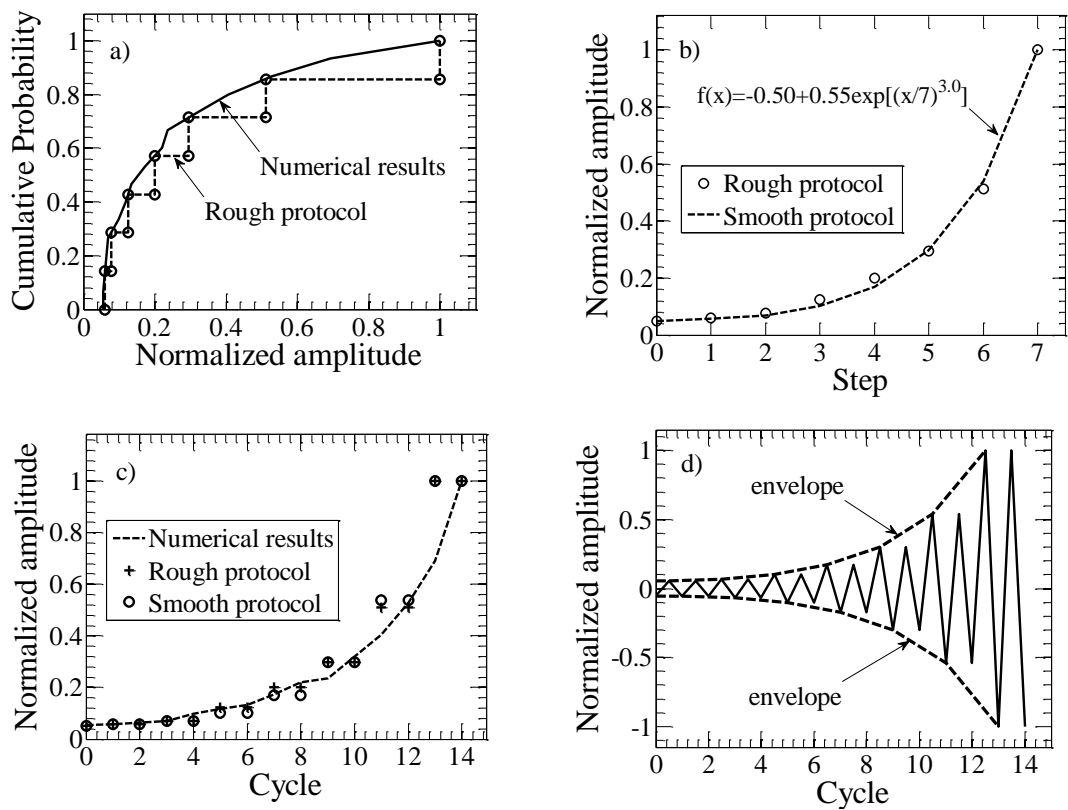 a)
Cumulative Probability
1
0.8
0.6
0.4
0.2
0
Numerical results
Rough protocol
0 0.2 0.4 0.6 0.8 1
Normalized amplitude
b)
Normalized amplitude
1
0.8
0.6
0.4
0.2
0
f(x)=-0.50+0.55exp[(x/7)^3.0]
Rough protocol
Smooth protocol
0 1 2 3 4 5 6 7
Step
c)
Normalized amplitude
1
0.8
0.6
0.4
0.2
0
Numerical results
Rough protocol
Smooth protocol
0 2 4 6 8 10 12 14
Cycle
d)
Normalized amplitude
1
0.5
0
-0.5
-1
envelope
envelope
0 2 4 6 8 10 12 14
Cycle